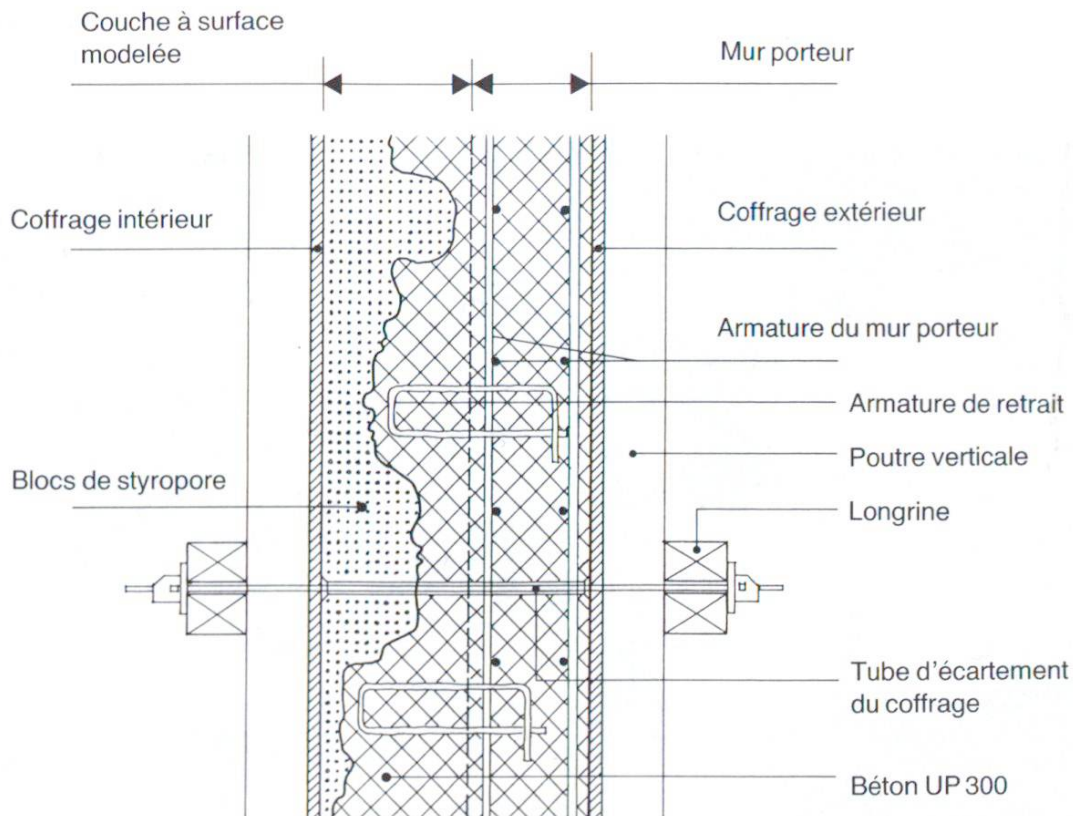 Couche à surface
modelée
Mur porteur
Coffrage intérieur
Coffrage extérieur
Armature du mur porteur
Armature de retrait
Blocs de styropore
Poutre verticale
Longrine
Tube d'écartement
du coffrage
Béton UP 300